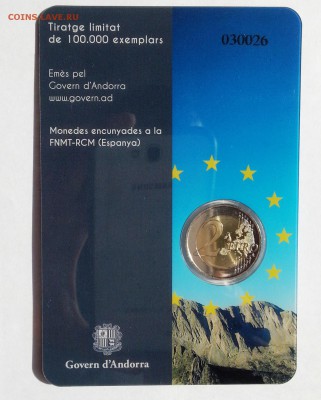 COINS.LAVE.RU
Tiratge limitat
de 100.000 exemplars
030026
Emès pel
Govern d'Andorra
www.govern.ad
Monedes encunyades a la
FNMT-RCM (Espanya)
2
Govern d'Andorra